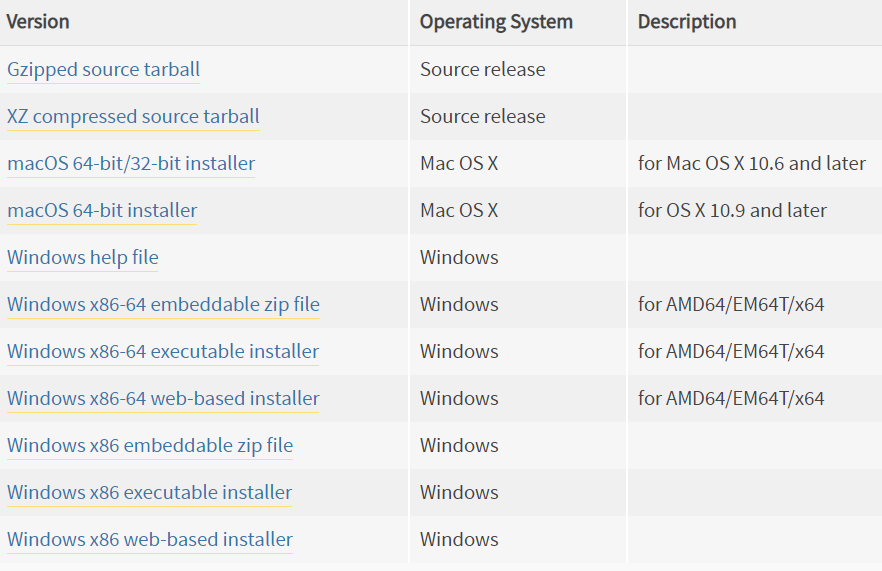 Version Operating System Description
Gzipped source tarball Source release
XZ compressed source tarball Source release
macOS 64-bit/32-bit installer Mac OS X for Mac OS X 10.6 and later
macOS 64-bit installer Mac OS X for OS X 10.9 and later
Windows help file Windows
Windows x86-64 embeddable zip file Windows for AMD64/EM64T/x64
Windows x86-64 executable installer Windows for AMD64/EM64T/x64
Windows x86-64 web-based installer Windows for AMD64/EM64T/x64
Windows x86 embeddable zip file Windows
Windows x86 executable installer Windows
Windows x86 web-based installer Windows